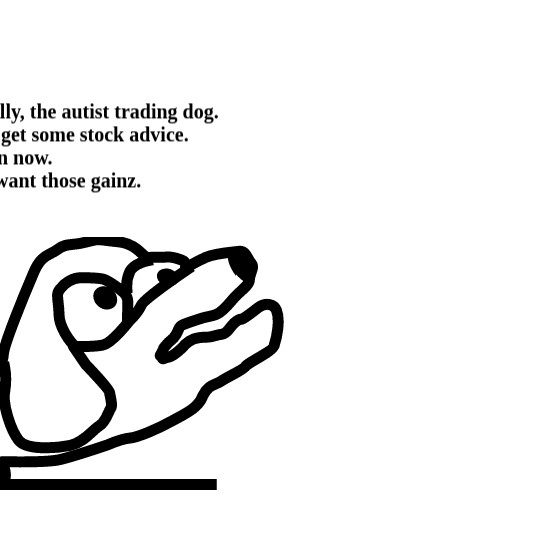 lly, the autist trading dog.
get some stock advice.
n now.
want those gainz.